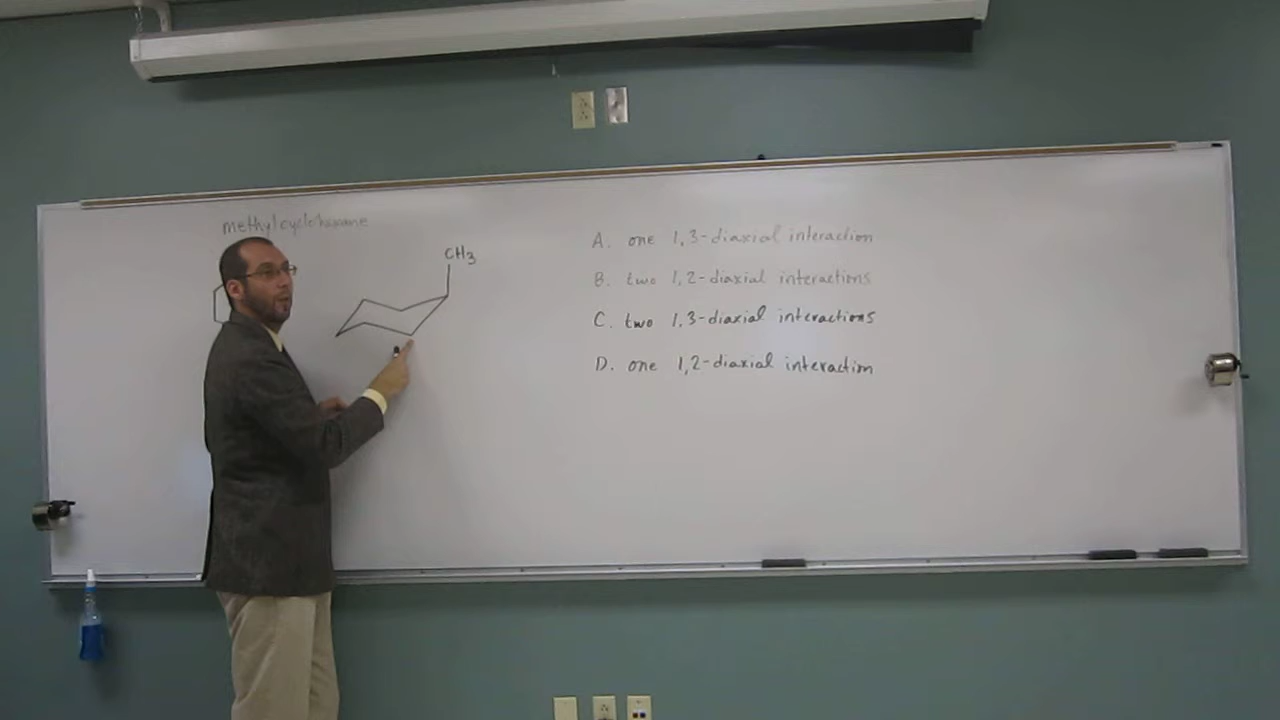 methylcyclohexane
CH3
A. one 1,3-diaxial interaction
B. two 1,2-diaxial interactions
C. two 1,3-diaxial interactions
D. one 1,2-diaxial interaction